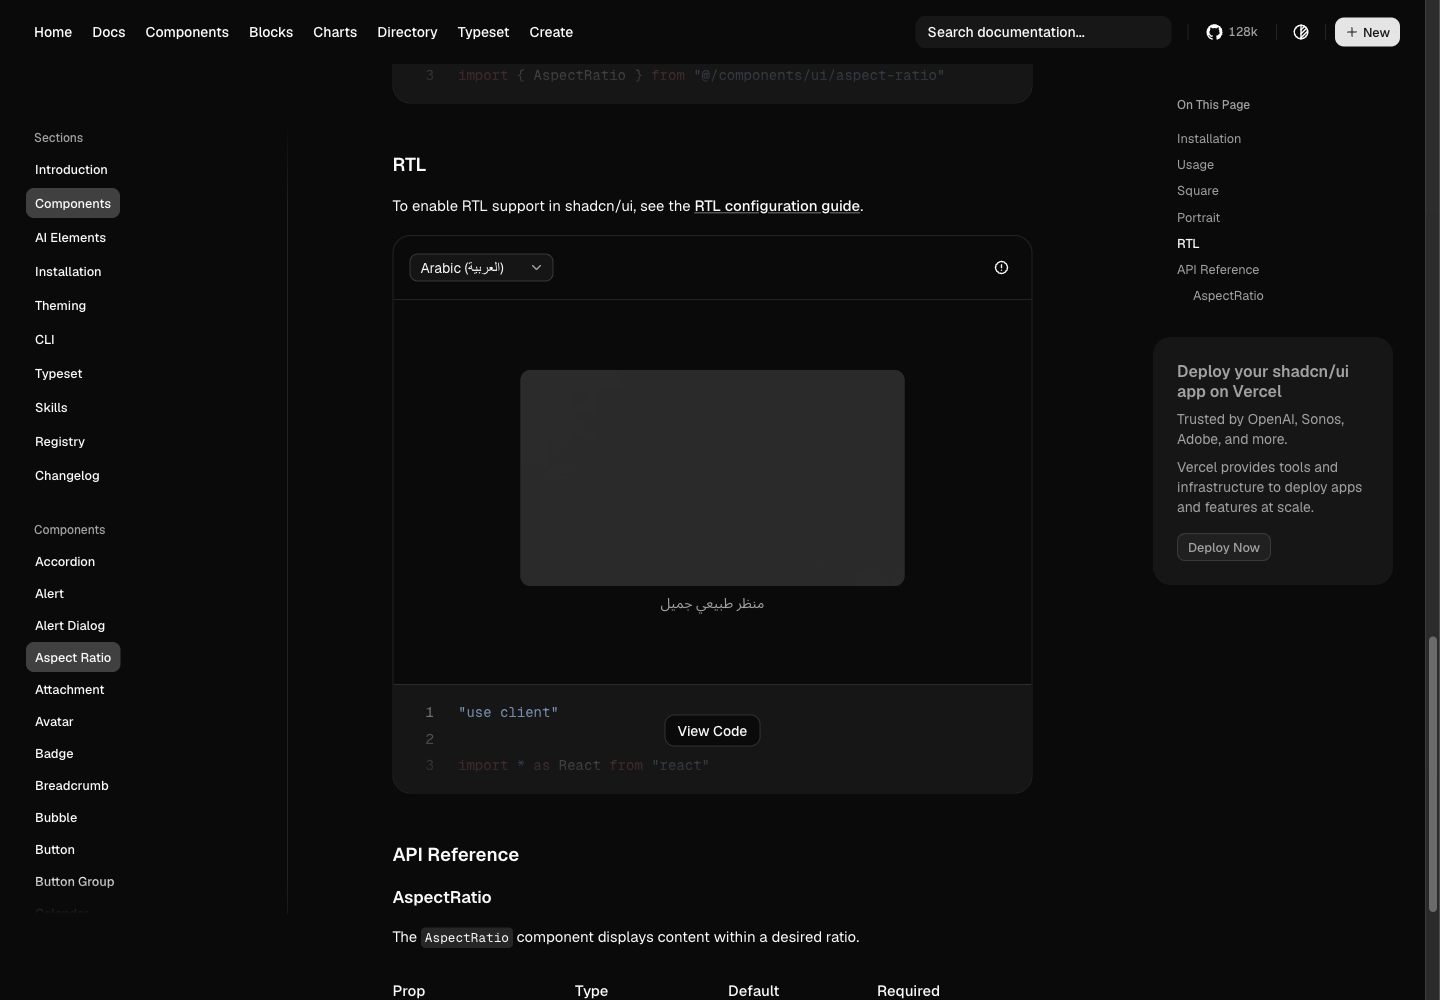 Home Docs Components Blocks Charts Directory Typeset Create
Search documentation...
128k
New
Sections
Introduction
Components
AI Elements
Installation
Theming
CLI
Typeset
Skills
Registry
Changelog
Components
Accordion
Alert
Alert Dialog
Aspect Ratio
Attachment
Avatar
Badge
Breadcrumb
Bubble
Button
Button Group
Calendar
3 import { AspectRatio } from "@/components/ui/aspect-ratio"
RTL
To enable RTL support in shadcn/ui, see the RTL configuration guide.
Arabic (العربية)
منظر طبيعي جميل
1 "use client"
2
View Code
3 import * as React from "react"
API Reference
AspectRatio
The AspectRatio component displays content within a desired ratio.
Prop Type Default Required
On This Page
Installation
Usage
Square
Portrait
RTL
API Reference
AspectRatio
Deploy your shadcn/ui
app on Vercel
Trusted by OpenAI, Sonos,
Adobe, and more.
Vercel provides tools and
infrastructure to deploy apps
and features at scale.
Deploy Now